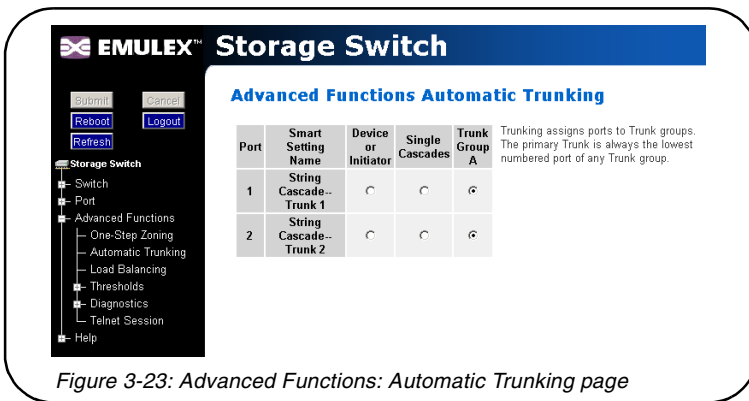 EMULEX™
Storage Switch
Submit
Cancel
Reboot
Logout
Refresh
Storage Switch
Switch
Port
Advanced Functions
One-Step Zoning
Automatic Trunking
Load Balancing
Thresholds
Diagnostics
Telnet Session
Help
Advanced Functions Automatic Trunking
Port
Smart
Setting
Name
Device
or
Initiator
Single
Cascades
Trunk
Group
A
1
String
Cascade--
Trunk 1
2
String
Cascade--
Trunk 2
Trunking assigns ports to Trunk groups.
The primary Trunk is always the lowest
numbered port of any Trunk group.
Figure 3-23: Advanced Functions: Automatic Trunking page